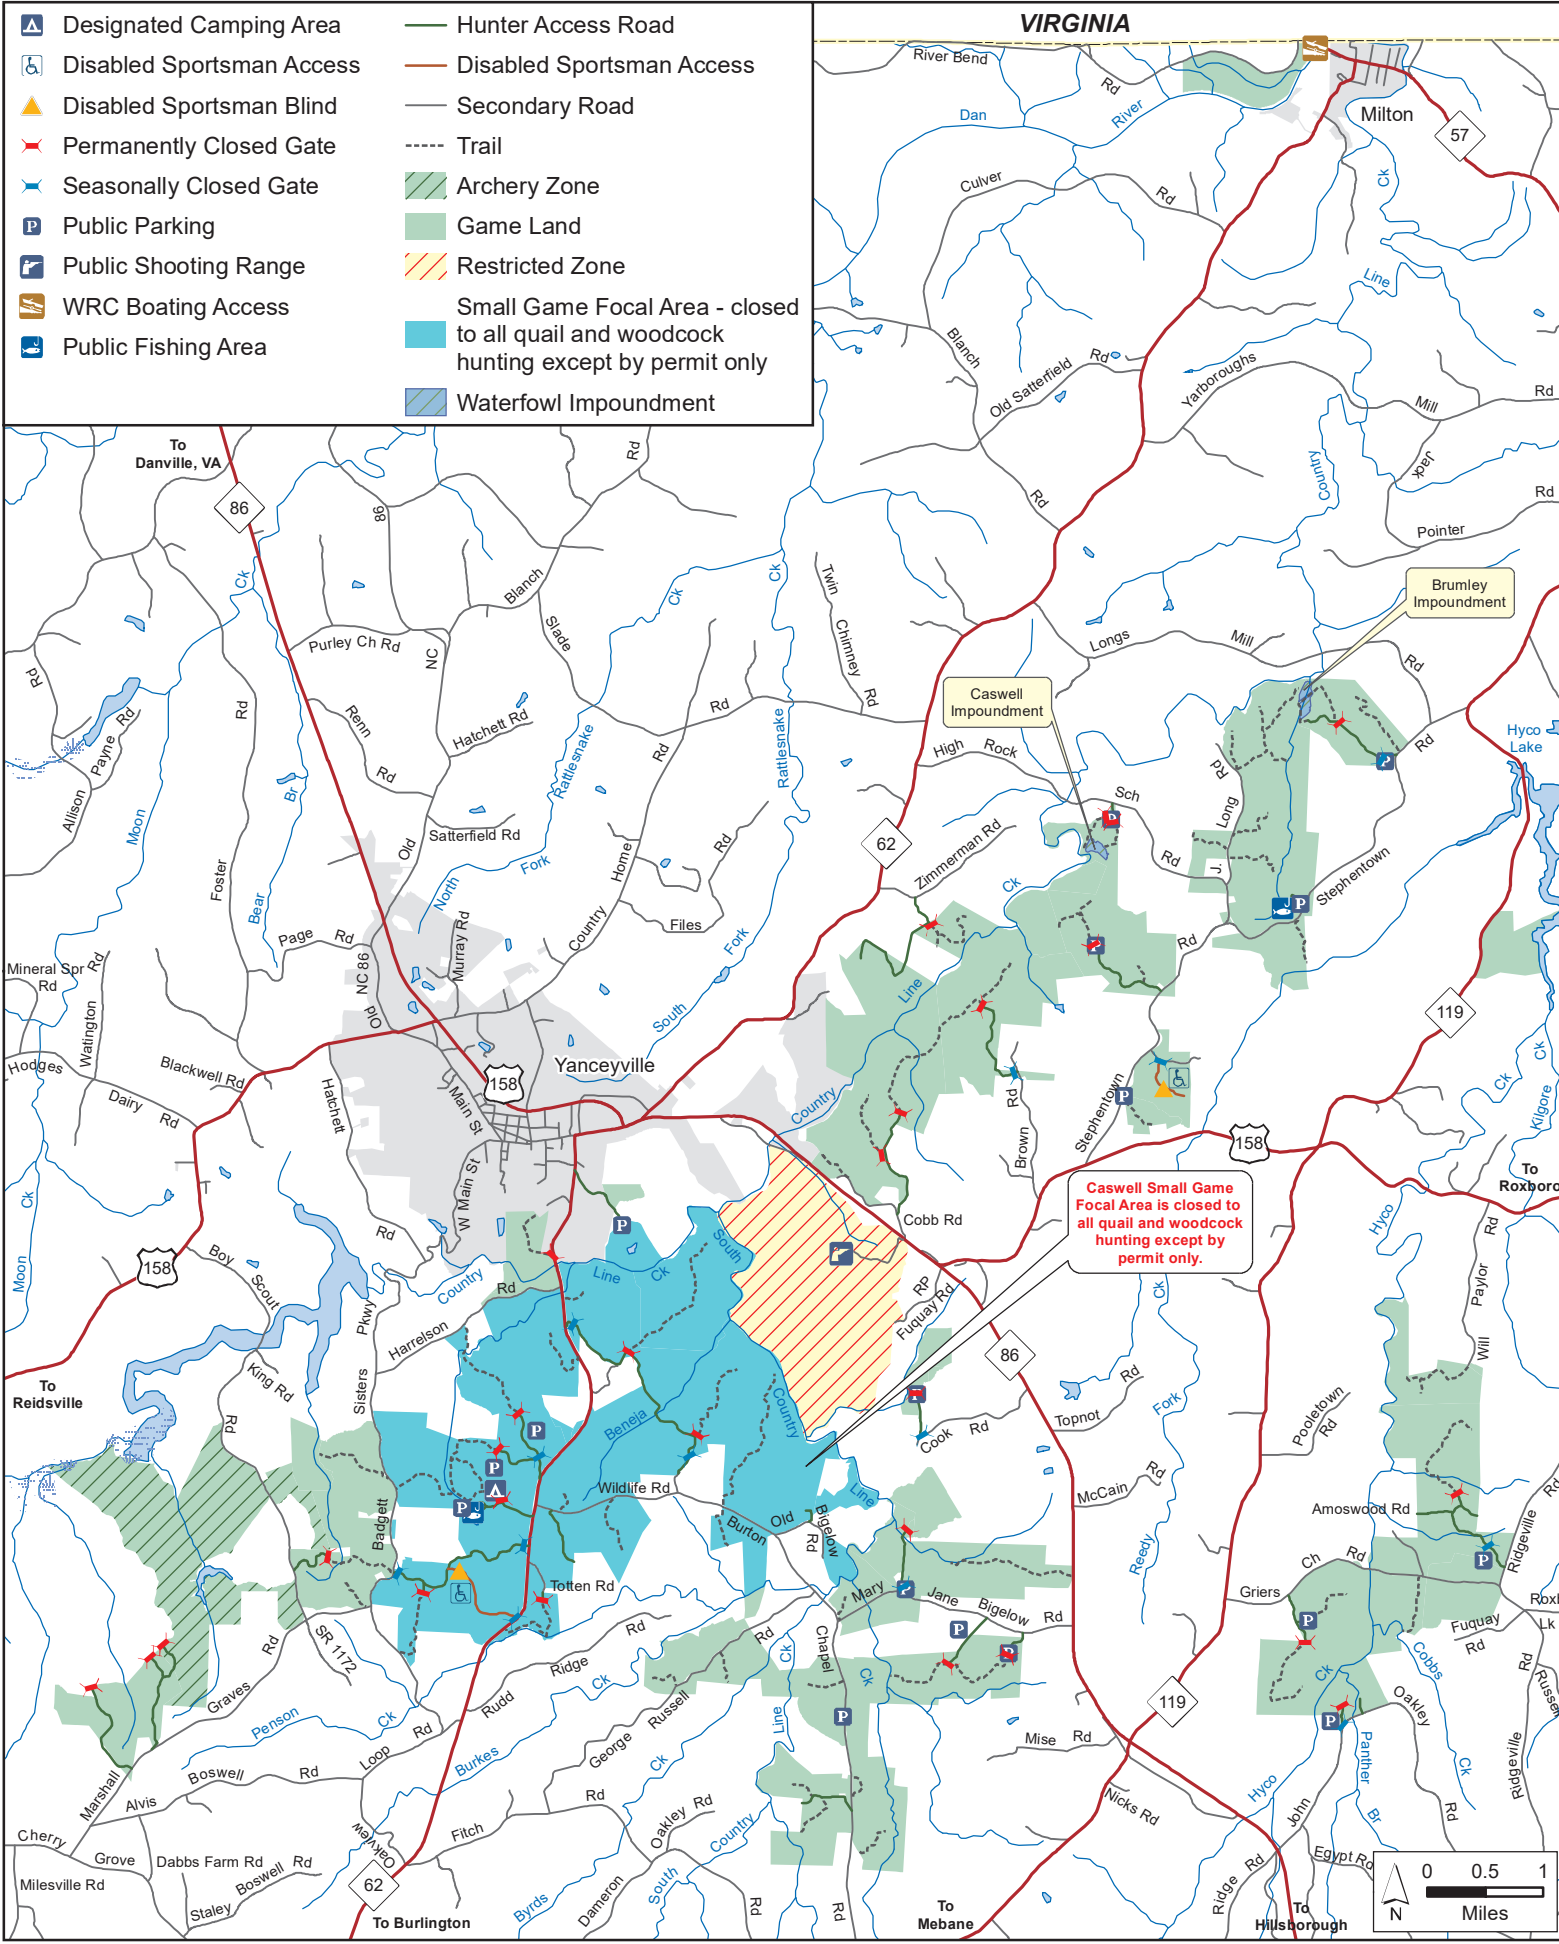 Designated Camping Area
Disabled Sportsman Access
Disabled Sportsman Blind
Permanently Closed Gate
Seasonally Closed Gate
P Public Parking
Public Shooting Range
WRC Boating Access
Public Fishing Area
Hunter Access Road
Disabled Sportsman Access
Secondary Road
Trail
Archery Zone
Game Land
Restricted Zone
Small Game Focal Area - closed
to all quail and woodcock
hunting except by permit only
Waterfowl Impoundment
VIRGINIA
River Bend
Rd
Dan
River
Milton
57
Culver
Rd
Ck
Line
Blanch
Old Satterfield
Rd
Yarboroughs
Mill
Rd
Jack
Country
Rd
Rd
Pointer
To
Danville, VA
86
86
Rd
Ck
Blanch
Slade
Ck
Ck
Twin
Chimney
Rd
Brumley
Impoundment
Longs
Mill
Rd
Purley Ch Rd
NC
Rd
Caswell
Impoundment
Payne
Rd
Rd
Renn
Rd
Hatchett Rd
Rattlesnake
Rd
Rd
Rattlesnake
High
Rock
Sch
Rd
Rd
Long
J.
Rd
Hyco
Lake
Allison
Moon
Br
Satterfield Rd
Old
Fork
North
Home
Rd
62
Zimmerman Rd
Ck
P
Stephentown
P
Foster
Bear
Page
Rd
Murray Rd
Country
Files
Fork
NC 86
Old
Mineral Spr
Rd
Rd
Watington
South
Line
P
Rd
119
Hodges
Blackwell Rd
Dairy
Rd
Hatchett
Yanceyville
158
Main St
Country
Rd
Brown
Stephentown
P
Ck
Ck
Kilgore
158
To
Roxboro
Caswell Small Game
Focal Area is closed to
all quail and woodcock
hunting except by
permit only.
W Main St
Cobb Rd
Ck
Moon
158
Boy
Scout
Rd
P
Country
Rd
Line
Ck
South
RP
Fuquay Rd
Ck
Hyco
Rd
Paylor
Will
Pkwy
Harrelson
86
To
Reidsville
King Rd
Rd
Sisters
P
P
Beneja
Country
P
Cook
Rd
Topnot
Rd
Fork
Pooletown
Rd
Wildlife Rd
Line
McCain
Rd
Amoswood Rd
Rd
Ridgeville
P
Badgett
P
Burton
Old
Bigelow
Rd
Reedy
Ch
Rd
Griers
P
Totten Rd
Mary
Jane
Bigelow
Rd
P
P
Fuquay
Rd
Lk
Rd
SR 1172
Rd
Graves
Penson
Ck
Ridge
Rd
Rudd
Ck
Rd
Chapel
Ck
Ck
Russell
George
Line
P
119
Ck
P
Cobbs
Ck
Oakley
Rd
Panther
Br
Ridgeville
Rd
Mise
Rd
Marshall
Boswell
Rd
Loop
Rd
Burkes
Alvis
Oakview
Fitch
Rd
Ck
Oakley
Rd
Country
Nicks Rd
Hyco
John
Cherry
Grove
Dabbs Farm Rd
Milesville Rd
Staley
Boswell
Rd
62
To Burlington
Byrds
Dameron
South
Rd
Rd
To
Mebane
Ridge
Rd
Egypt Rd
To
Hillsborough
N
0 0.5 1
Miles